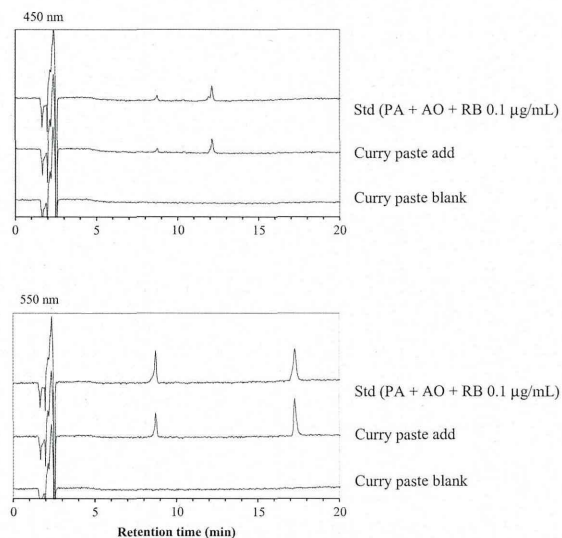 450 nm
Std (PA + AO + RB 0.1 μg/mL)
Curry paste add
Curry paste blank
0 5 10 15 20
550 nm
Std (PA + AO + RB 0.1 μg/mL)
Curry paste add
Curry paste blank
0 5 10 15 20
Retention time (min)